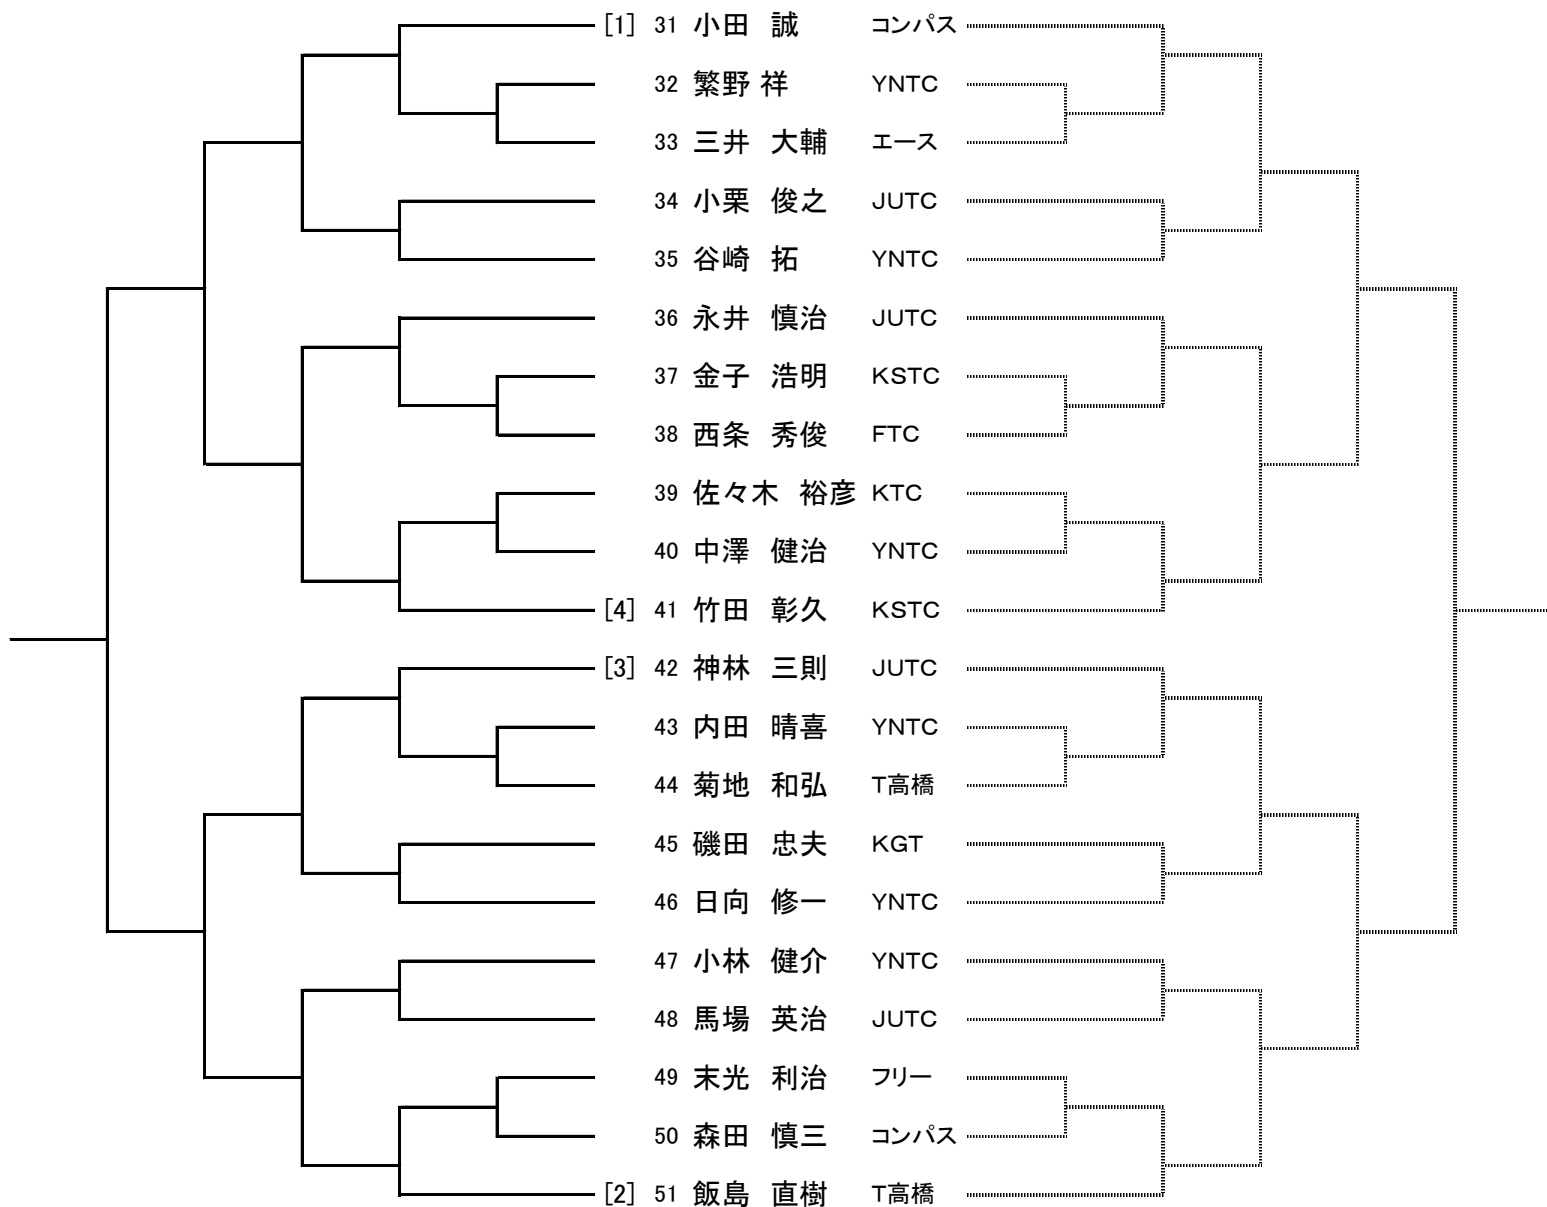 [1] 31 小田 誠 コンパス
32 繁野 祥 YNTC
33 三井 大輔 エース
34 小栗 俊之 JUTC
35 谷崎 拓 YNTC
36 永井 慎治 JUTC
37 金子 浩明 KSTC
38 西条 秀俊 FTC
39 佐々木 裕彦 KTC
40 中澤 健治 YNTC
[4] 41 竹田 彰久 KSTC
[3] 42 神林 三則 JUTC
43 内田 晴喜 YNTC
44 菊地 和弘 T高橋
45 磯田 忠夫 KGT
46 日向 修一 YNTC
47 小林 健介 YNTC
48 馬場 英治 JUTC
49 末光 利治 フリー
50 森田 慎三 コンパス
[2] 51 飯島 直樹 T高橋